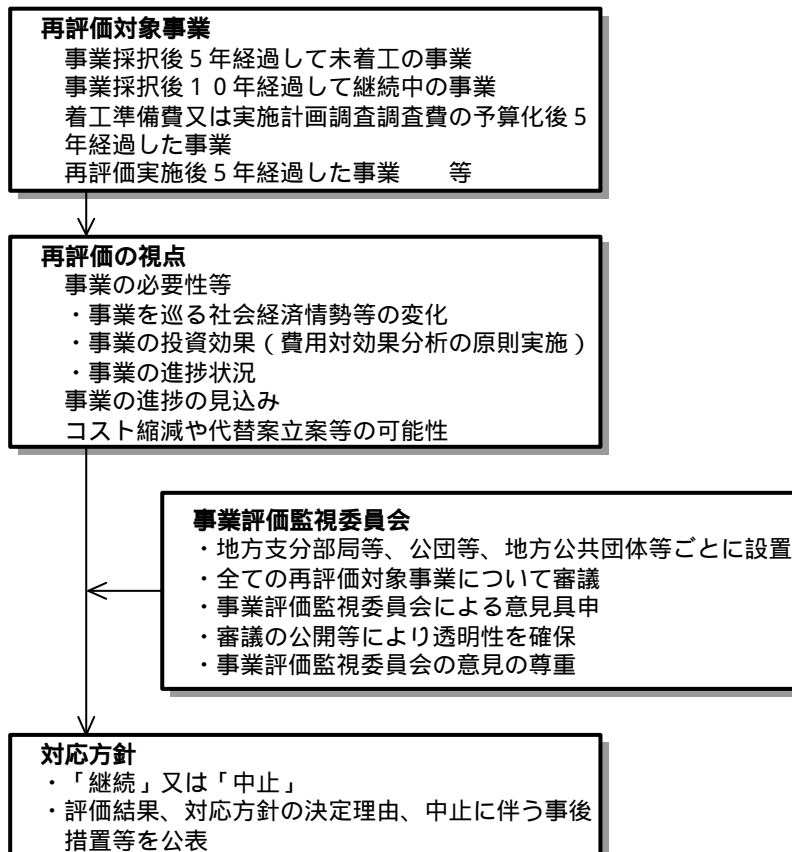 再評価対象事業
事業採択後5年経過して未着工の事業
事業採択後10年経過して継続中の事業
着工準備費又は実施計画調査調査費の予算化後5
年経過した事業
再評価実施後5年経過した事業　　等
再評価の視点
事業の必要性等
・事業を巡る社会経済情勢等の変化
・事業の投資効果(費用対効果分析の原則実施)
・事業の進捗状況
事業の進捗の見込み
コスト縮減や代替案立案等の可能性
事業評価監視委員会
・地方支分部局等、公団等、地方公共団体等ごとに設置
・全ての再評価対象事業について審議
・事業評価監視委員会による意見具申
・審議の公開等により透明性を確保
・事業評価監視委員会の意見の尊重
対応方針
・「継続」又は「中止」
・評価結果、対応方針の決定理由、中止に伴う事後
措置等を公表